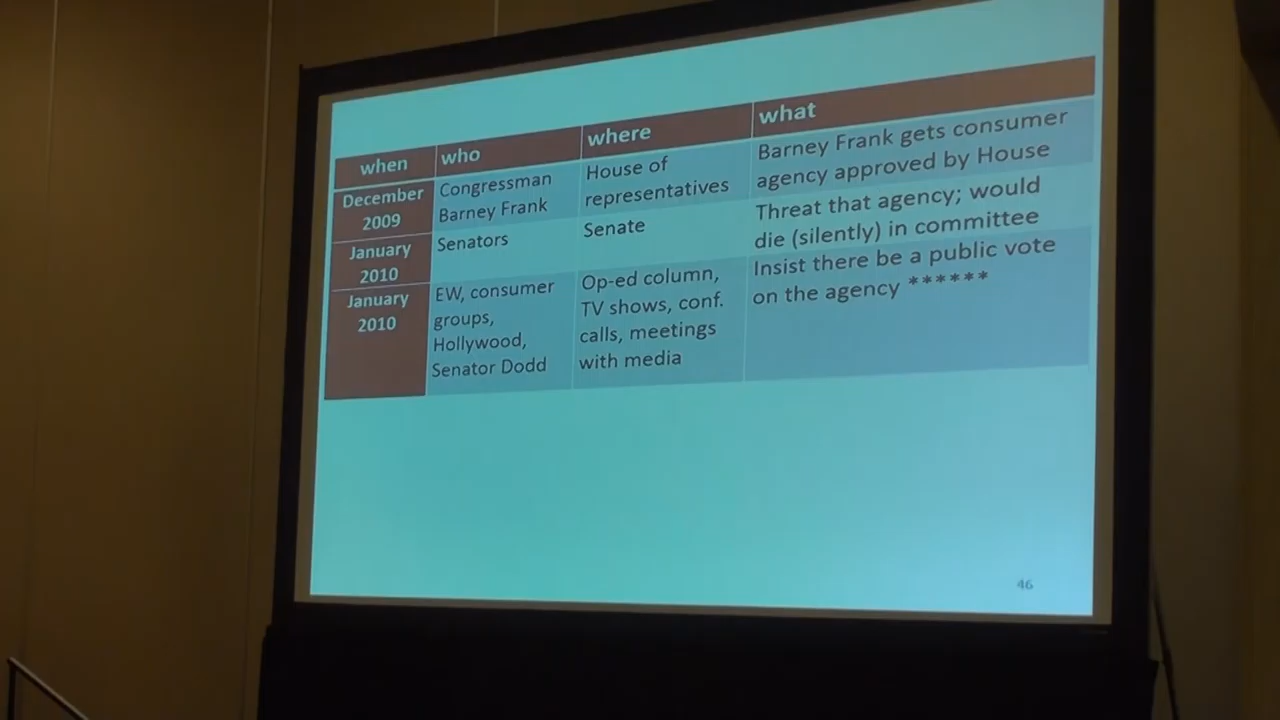 when who where what
December 2009
Congressman
Barney Frank
House of
representatives
Barney Frank gets consumer
agency approved by House
January 2010
Senators
Senate
Threat that agency; would
die (silently) in committee
January 2010
EW, consumer
groups,
Hollywood,
Senator Dodd
Op-ed column,
TV shows, conf.
calls, meetings
with media
Insist there be a public vote
on the agency ******
46